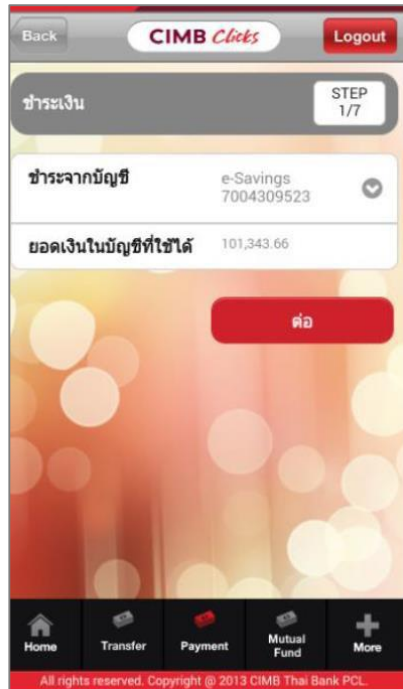 Back
CIMB Clicks
Logout
ชำระเงิน
STEP
1/7
ชำระจากบัญชี
e-Savings
7004309523
ยอดเงินในบัญชีที่ใช้ได้
101,343.66
ต่อ
Home
Transfer
Payment
Mutual
Fund
More
All rights reserved. Copyright @ 2013 CIMB Thai Bank PCL.